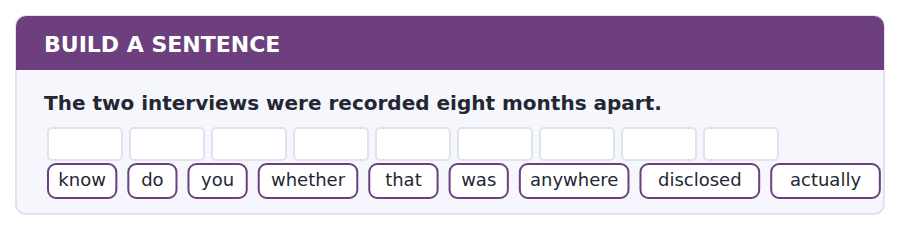 BUILD A SENTENCE
The two interviews were recorded eight months apart.
know do you whether that was anywhere disclosed actually